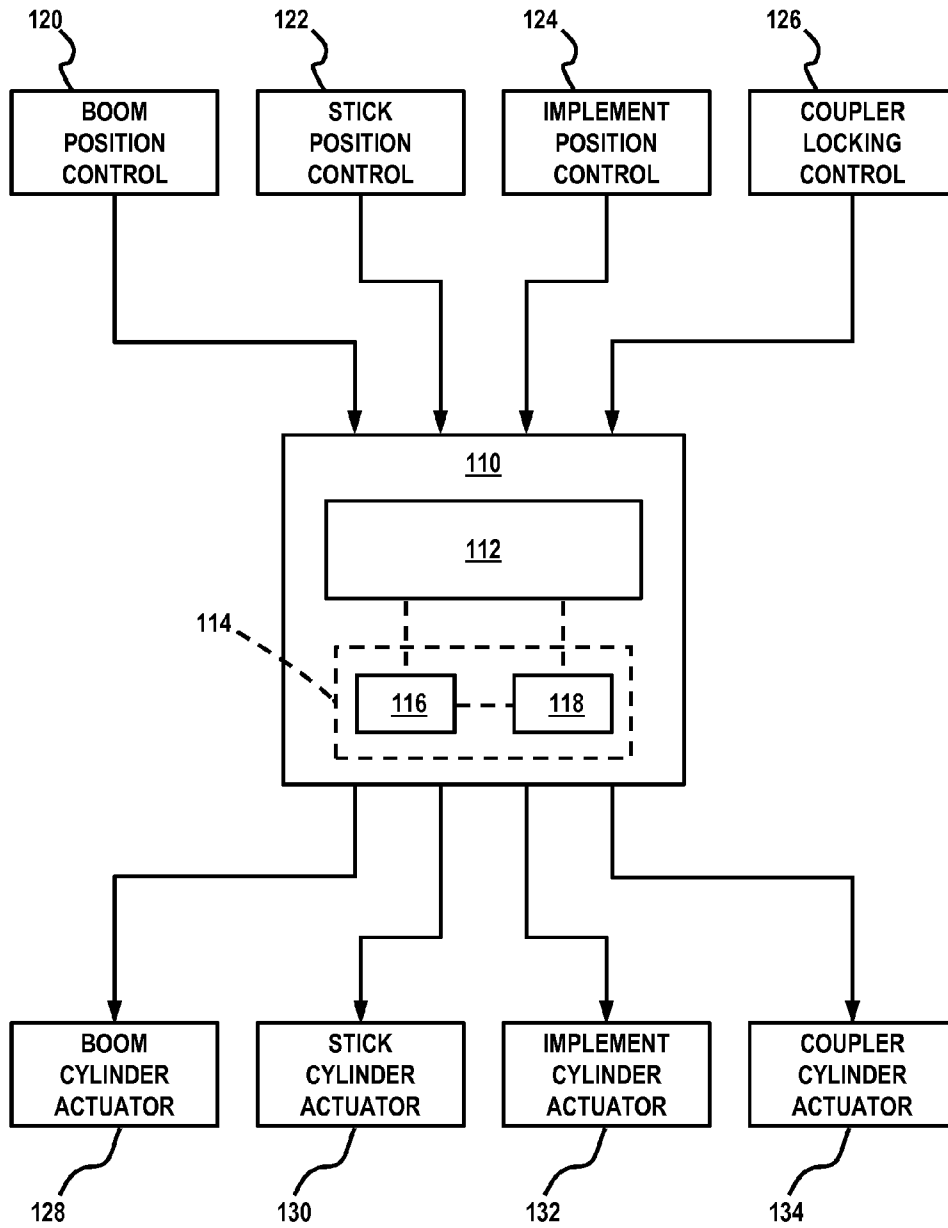 120
122
124
126
BOOM
POSITION
CONTROL
STICK
POSITION
CONTROL
IMPLEMENT
POSITION
CONTROL
COUPLER
LOCKING
CONTROL
110
112
114
116
118
BOOM
CYLINDER
ACTUATOR
STICK
CYLINDER
ACTUATOR
IMPLEMENT
CYLINDER
ACTUATOR
COUPLER
CYLINDER
ACTUATOR
128
130
132
134